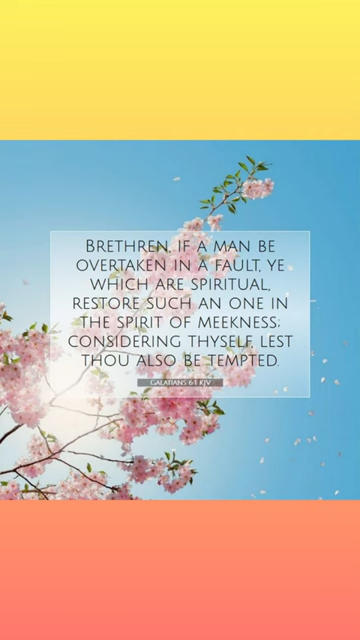 Brethren, if a man be
overtaken in a fault, ye
which are spiritual,
restore such an one in
the spirit of meekness;
considering thyself, lest
thou also be tempted.
Galatians 6:1 KJV